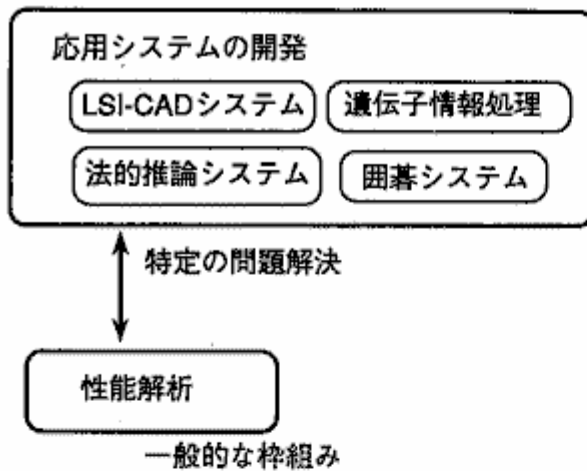 応用システムの開発
LSI-CADシステム
遺伝子情報処理
法的推論システム
囲碁システム
特定の問題解決
性能解析
一般的な枠組み